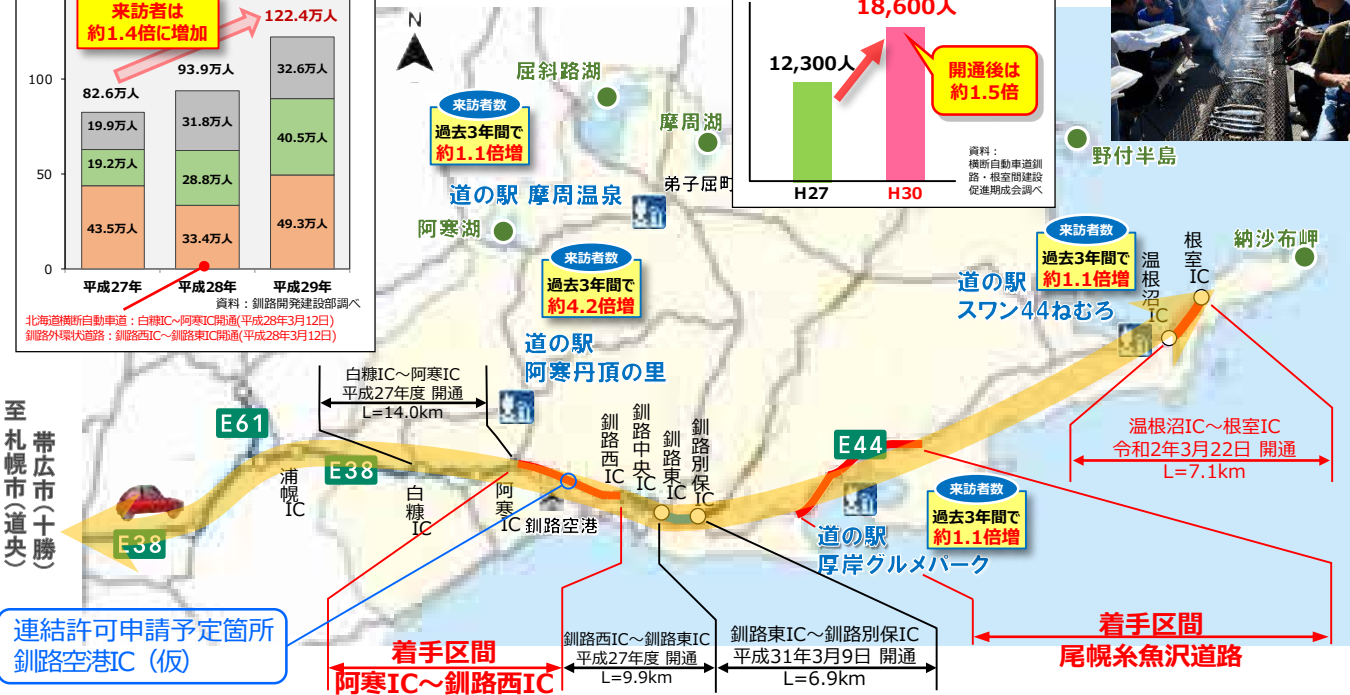 来訪者は
約1.4倍に増加
122.4万人
93.9万人
82.6万人
100
50
0
19.9万人
19.2万人
43.5万人
31.8万人
28.8万人
33.4万人
32.6万人
40.5万人
49.3万人
平成27年
平成28年
平成29年
資料：釧路開発建設部調べ
北海道横断自動車道：白糠IC～阿寒IC開通(平成28年3月12日)
釧路外環状道路：釧路西IC～釧路東IC開通(平成28年3月12日)
N
18,600人
12,300人
開通後は
約1.5倍
H27
H30
資料：
横断自動車道釧
路・根室間建設
促進期成会調べ
屈斜路湖
摩周湖
弟子屈町
阿寒湖
野付半島
納沙布岬
来訪者数
過去3年間で
約1.1倍増
道の駅 摩周温泉
来訪者数
過去3年間で
約4.2倍増
道の駅
阿寒丹頂の里
来訪者数
過去3年間で
約1.1倍増
道の駅
スワン44ねむろ
温根沼IC
根室IC
温根沼IC～根室IC
令和2年3月22日 開通
L=7.1km
白糠IC～阿寒IC
平成27年度 開通
L=14.0km
E61
E38
E38
E44
至 札幌市(道央)
帯広市(十勝)
浦幌IC
白糠IC
阿寒IC
釧路空港
釧路西IC
釧路中央IC
釧路東IC
釧路別保IC
来訪者数
過去3年間で
約1.1倍増
道の駅
厚岸グルメパーク
連結許可申請予定箇所
釧路空港IC（仮）
着手区間
阿寒IC～釧路西IC
釧路西IC～釧路東IC
平成27年度 開通
L=9.9km
釧路東IC～釧路別保IC
平成31年3月9日 開通
L=6.9km
着手区間
尾幌糸魚沢道路